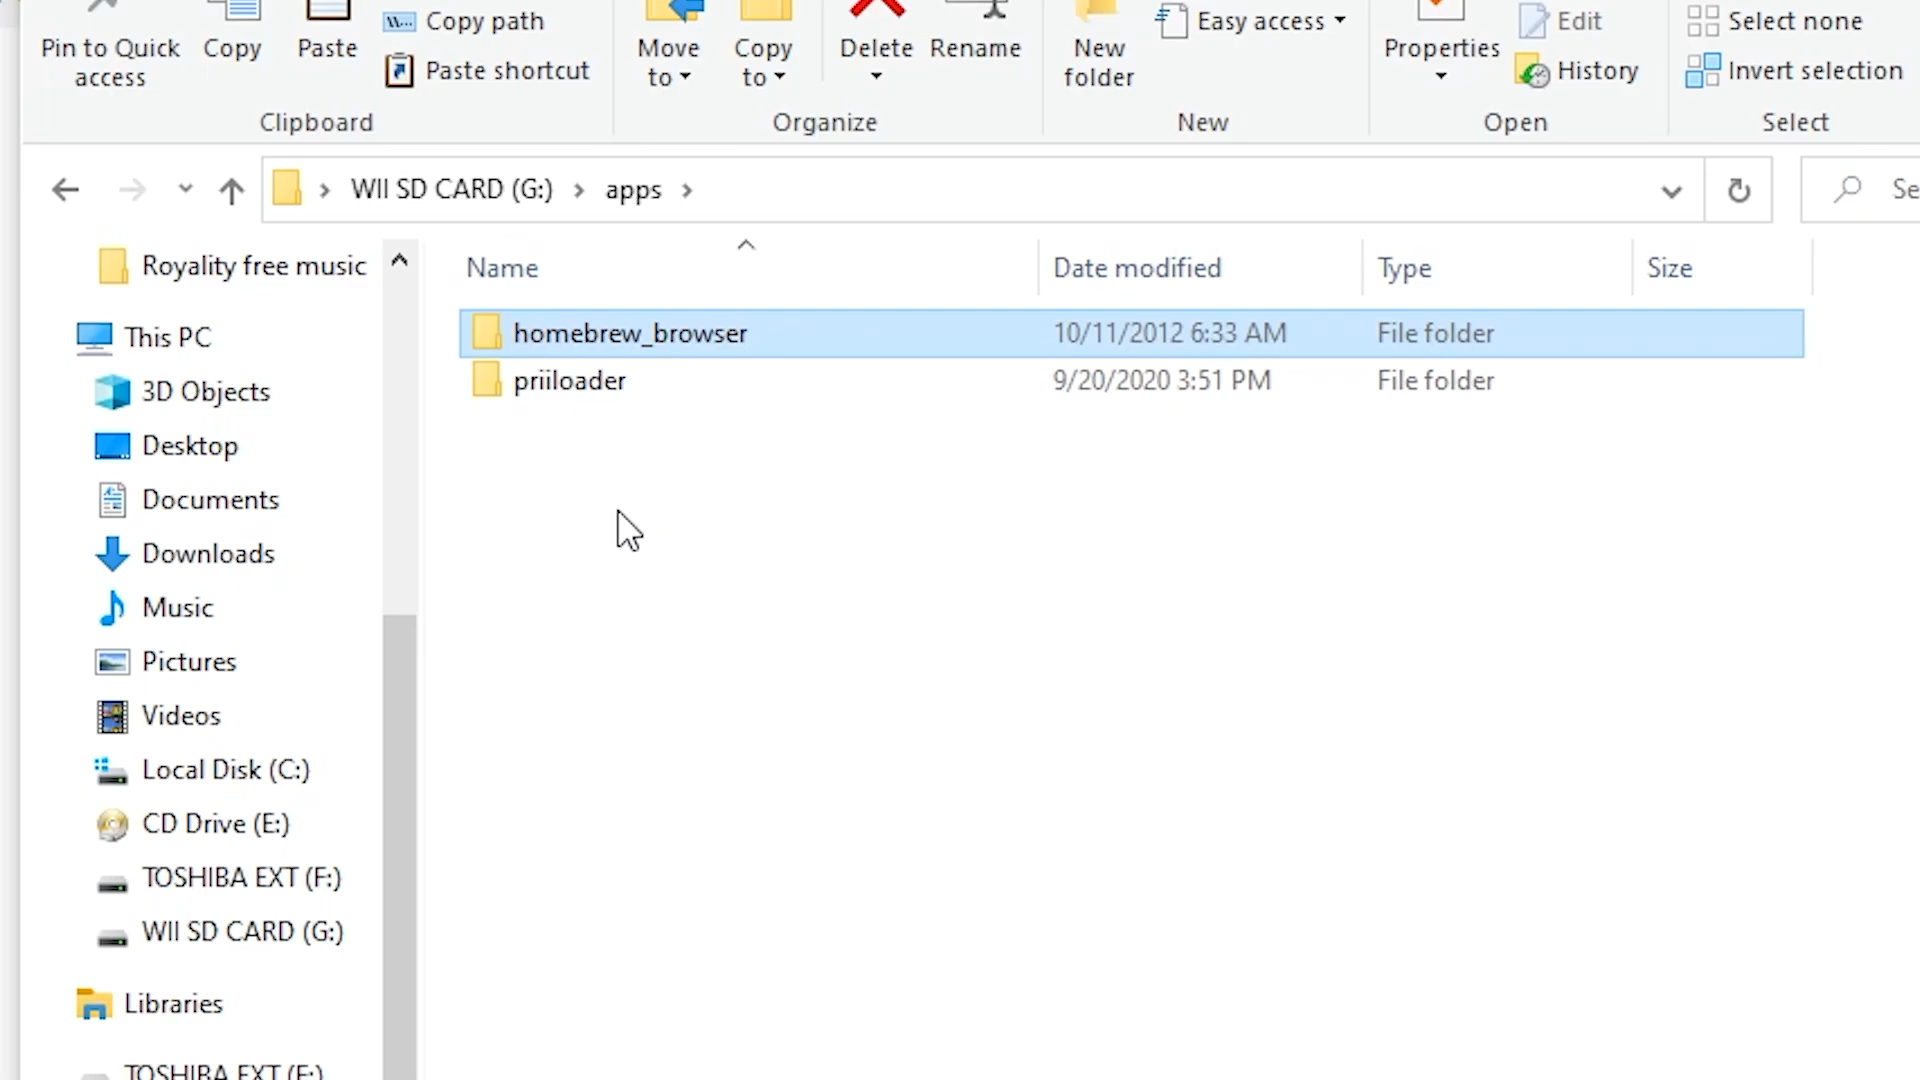 Copy path
Easy access
Edit
Select none
Pin to Quick access
Copy
Paste
Paste shortcut
Move to
Copy to
Delete
Rename
New folder
Properties
History
Invert selection
Clipboard
Organize
New
Open
Select
WII SD CARD (G:)
apps
Se
Royality free music
Name
Date modified
Type
Size
This PC
homebrew_browser
10/11/2012 6:33 AM
File folder
priiloader
9/20/2020 3:51 PM
File folder
3D Objects
Desktop
Documents
Downloads
Music
Pictures
Videos
Local Disk (C:)
CD Drive (E:)
TOSHIBA EXT (F:)
WII SD CARD (G:)
Libraries
TOSHIBA EXT (F:)